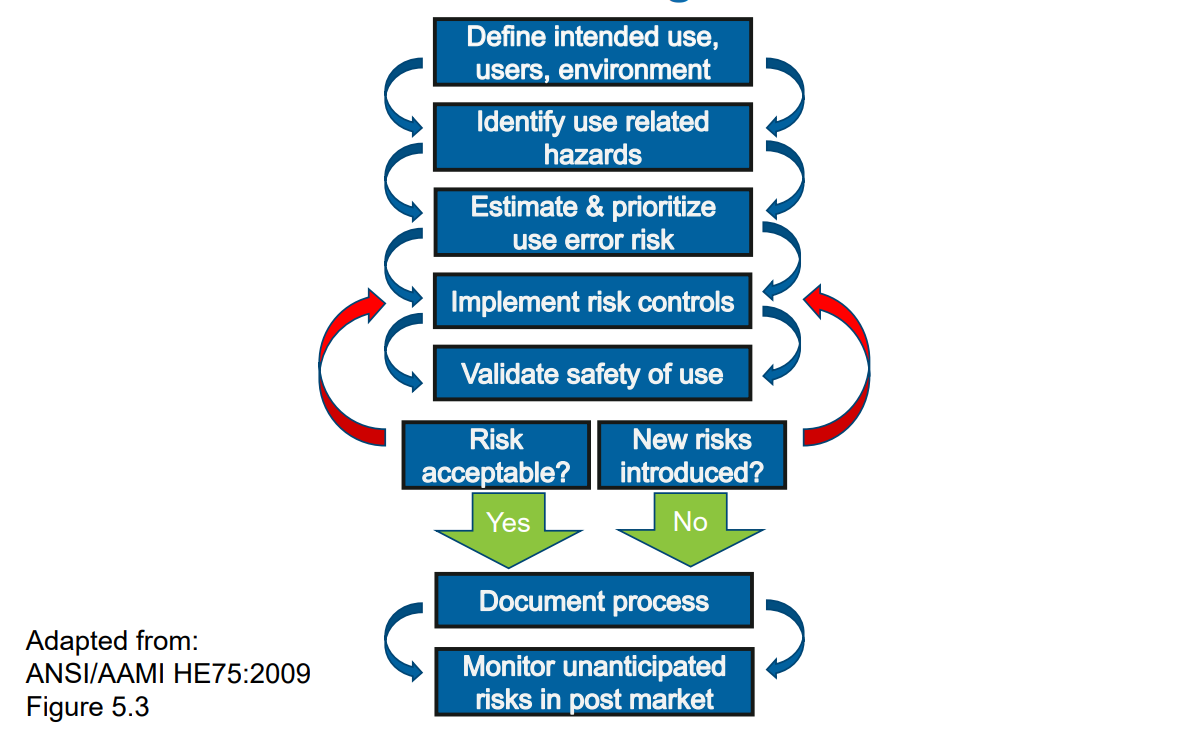 Define intended use,
users, environment
Identify use related
hazards
Estimate & prioritize
use error risk
Implement risk controls
Validate safety of use
Risk
acceptable?
New risks
introduced?
Yes
No
Document process
Monitor unanticipated
risks in post market
Adapted from:
ANSI/AAMI HE75:2009
Figure 5.3